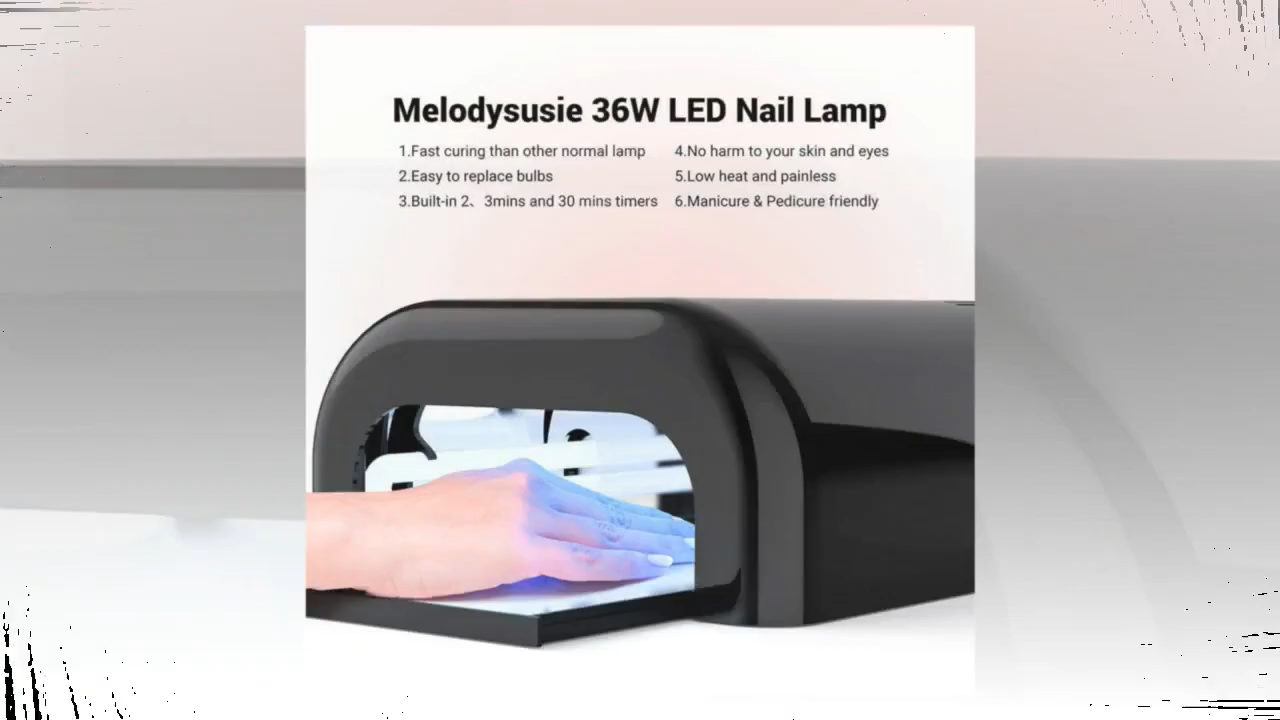 Melodysusie 36W LED Nail Lamp
1.Fast curing than other normal lamp
2.Easy to replace bulbs
3.Built-in 2、3mins and 30 mins timers
4.No harm to your skin and eyes
5.Low heat and painless
6.Manicure & Pedicure friendly